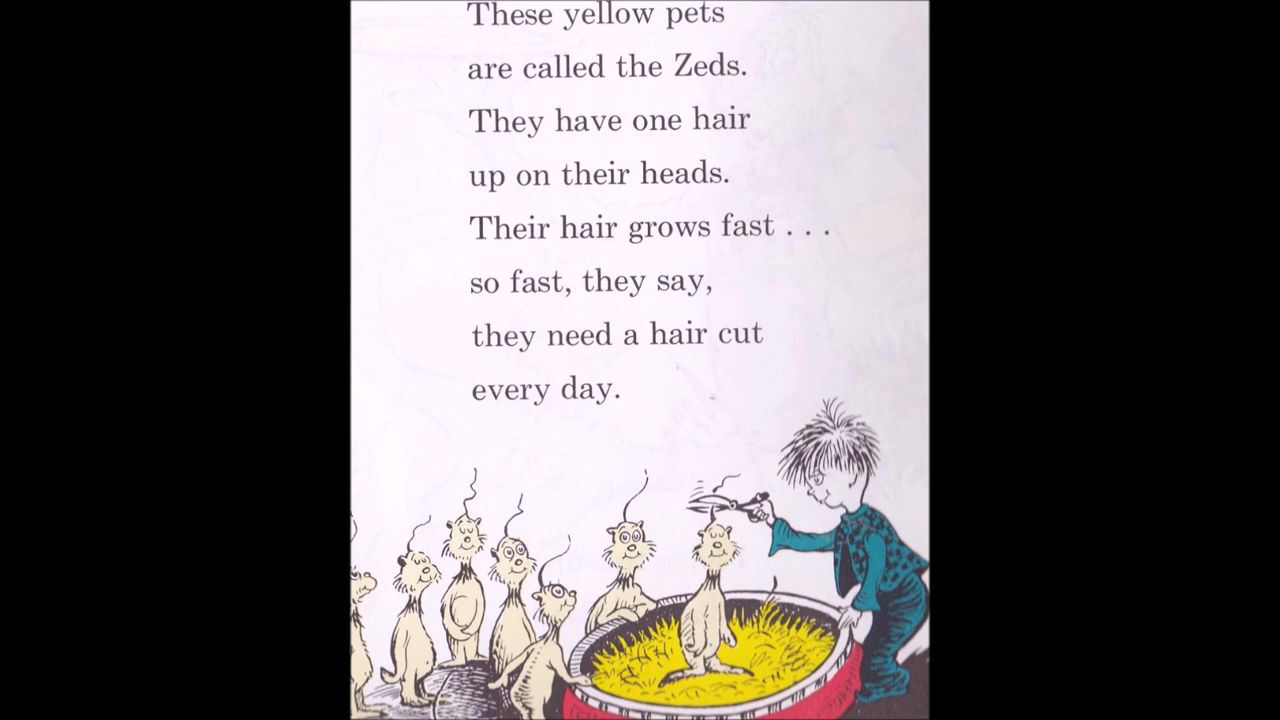 These yellow pets
are called the Zeds.
They have one hair
up on their heads.
Their hair grows fast . . .
so fast, they say,
they need a hair cut
every day.